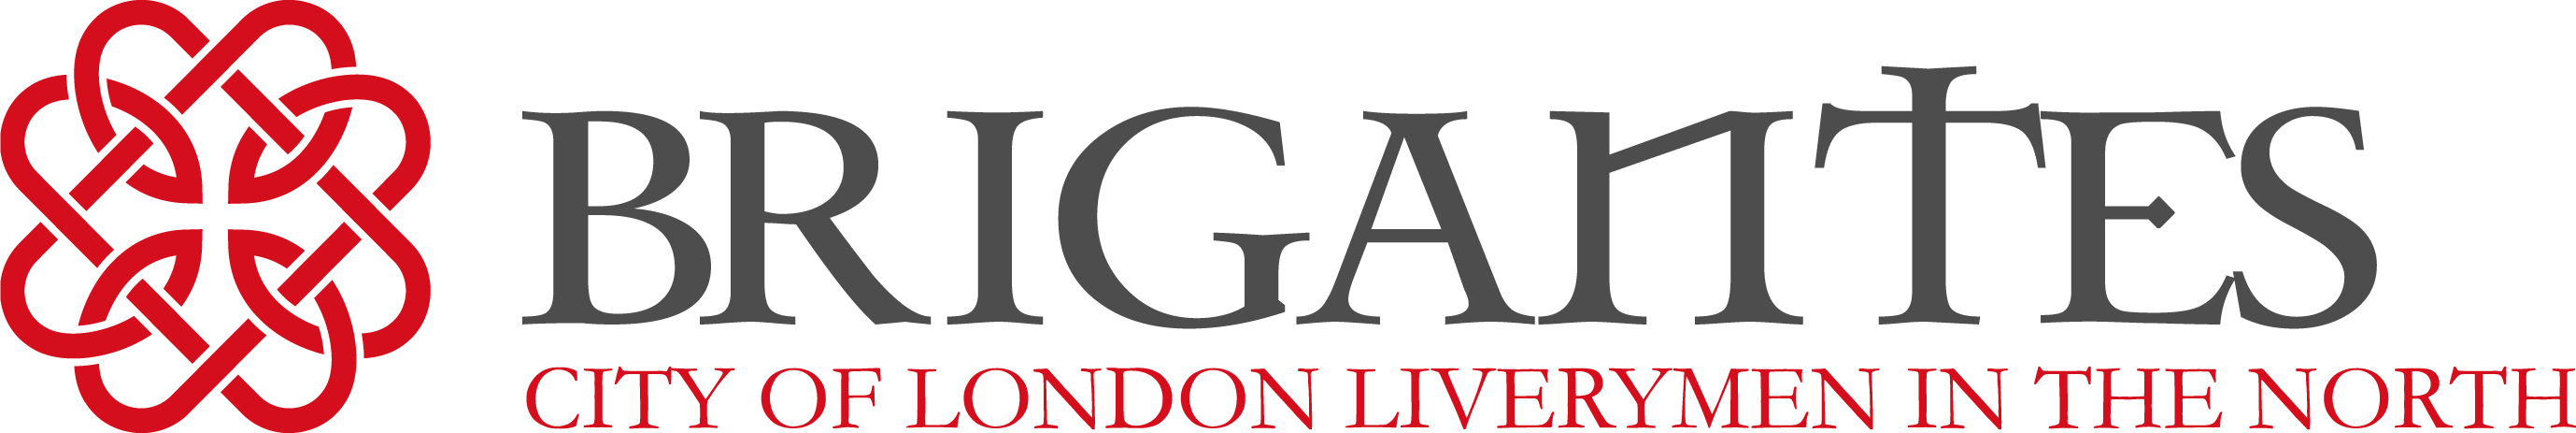 BRIGANTES
CITY OF LONDON LIVERYMEN IN THE NORTH